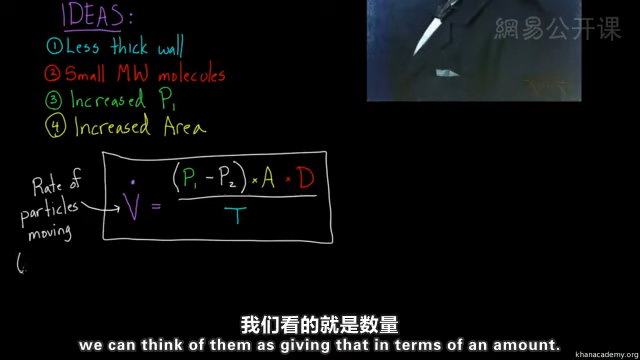 IDEAS:
網易公开课
① Less thick wall
② Small MW molecules
③ Increased P₁
④ Increased Area
Rate of
particles
moving
(
V̇ = (P₁ - P₂) * A * D
T
我们看的就是数量
we can think of them as giving that in terms of an amount.
khanacademy.org